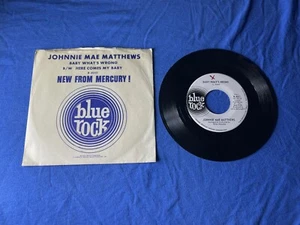 JOHNNIE MAE MATTHEWS
BABY WHAT'S WRONG
b/w HERE COMES MY BABY
NEW FROM MERCURY!
blue
rock
blue
rock
BABY WHAT'S WRONG
JOHNNIE MAE MATTHEWS